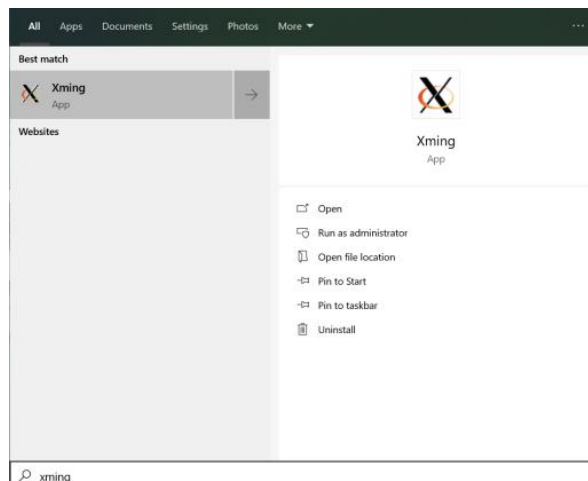 All Apps Documents Settings Photos More
Best match
Xming
App
Websites
Xming
App
Open
Run as administrator
Open file location
Pin to Start
Pin to taskbar
Uninstall
xming